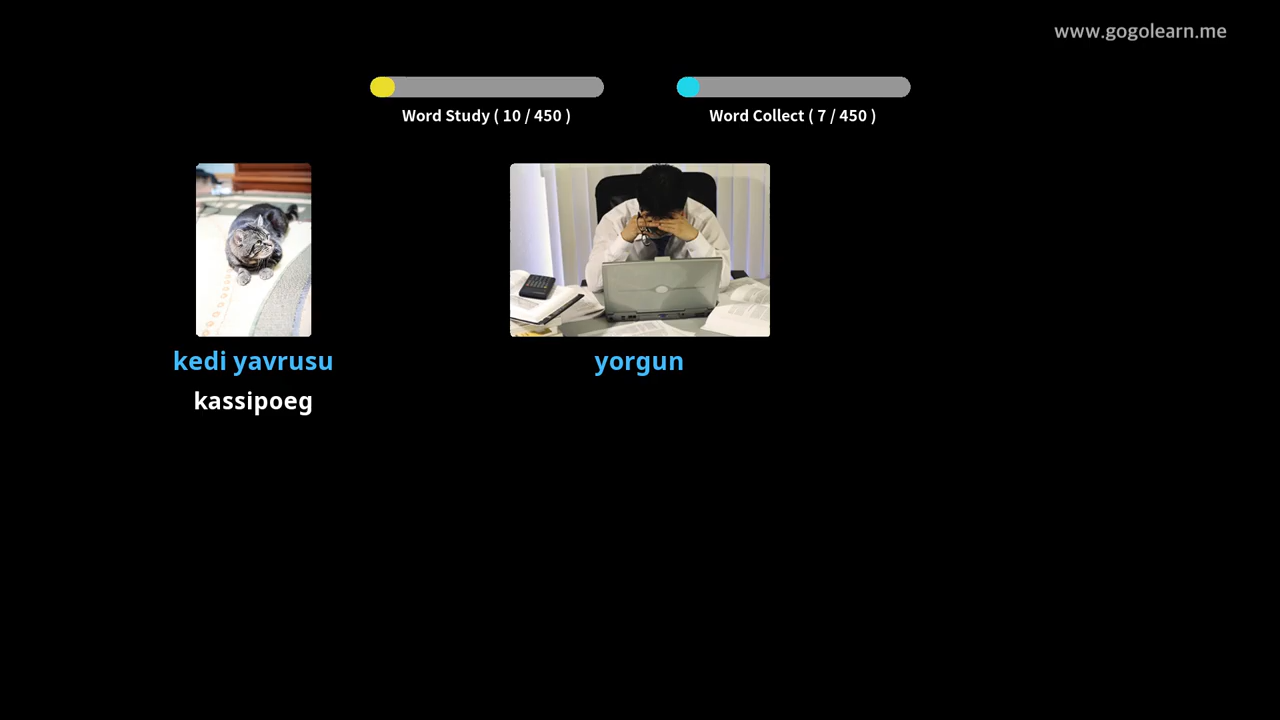 www.gogolearn.me
Word Study ( 10 / 450 )
Word Collect ( 7 / 450 )
kedi yavrusu
kassipoeg
yorgun